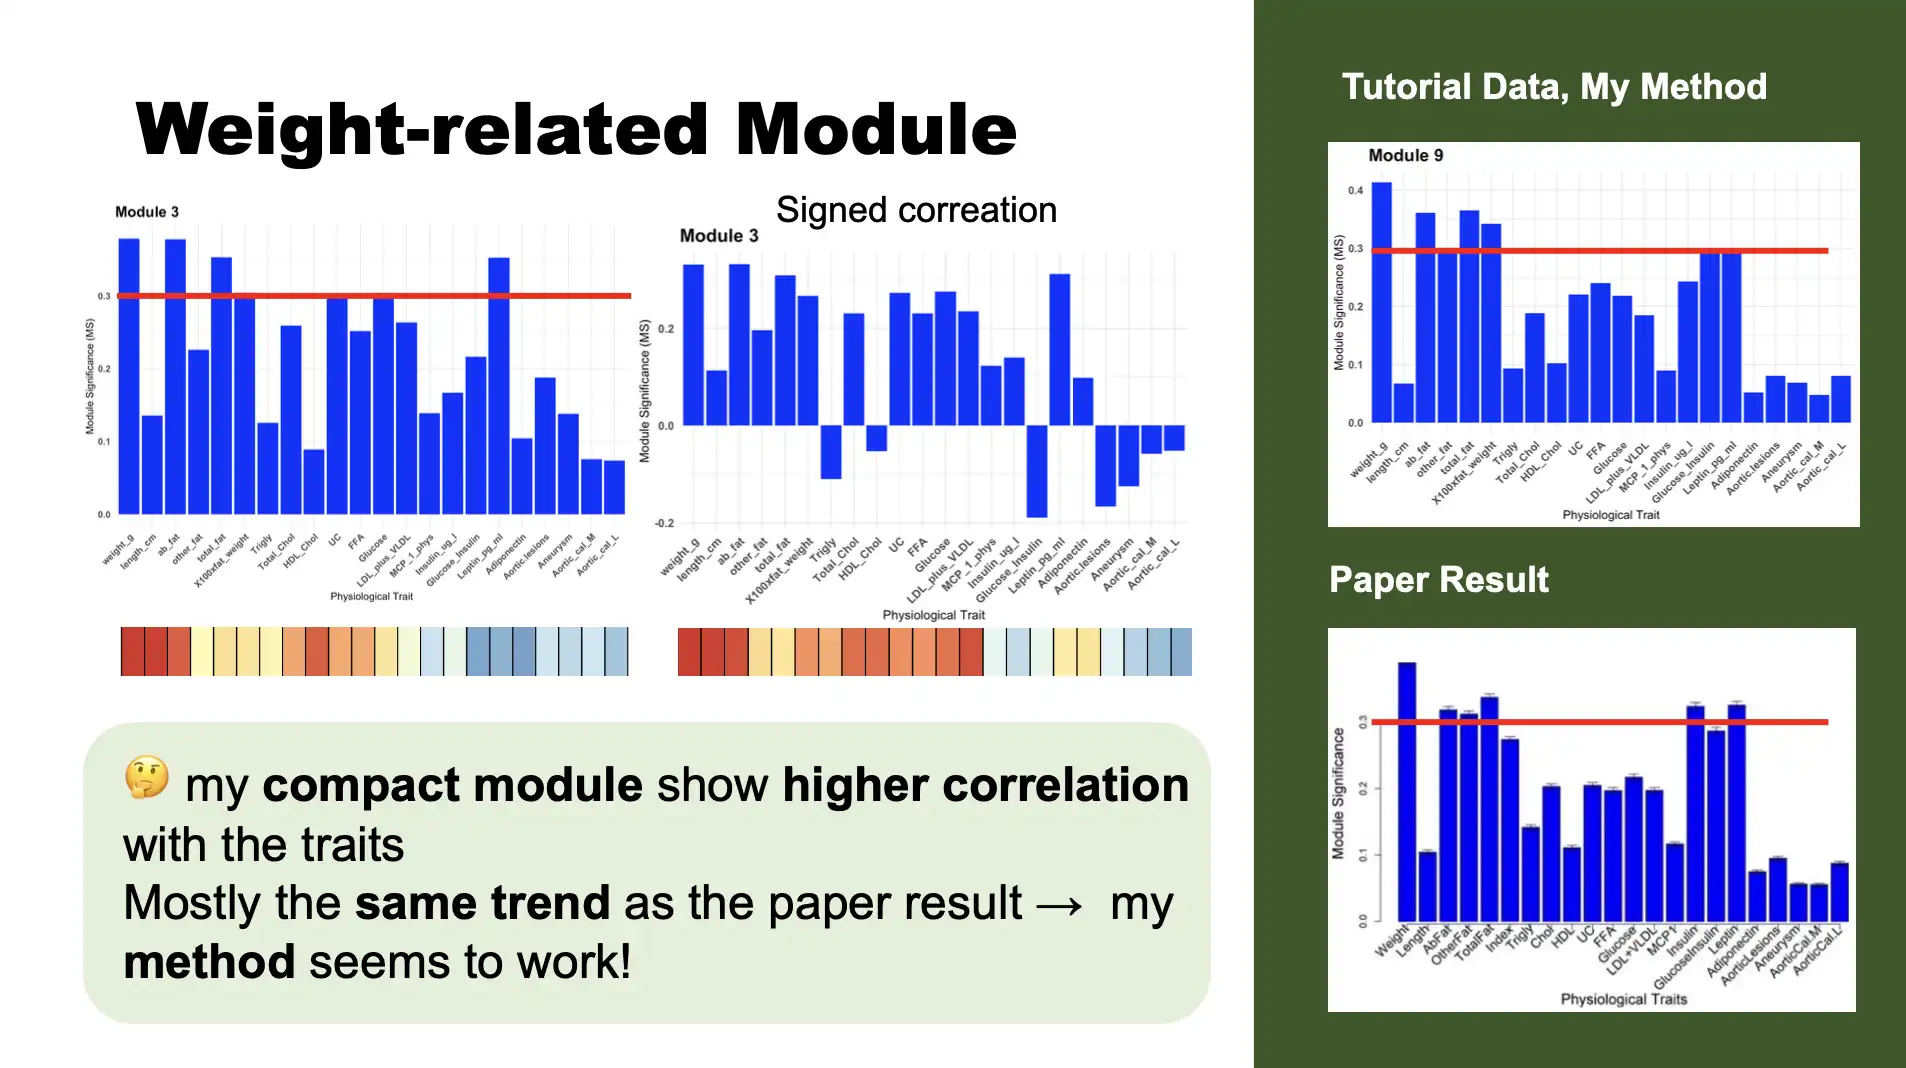 Weight-related Module
Module 3
0.3
0.2
0.1
0.0
Module Significance (MS)
weight_g
length_cm
ab_fat
other_fat
total_fat
X100xfat_weight
Trigly
Total_Chol
HDL_Chol
UC
FFA
Glucose
LDL_plus_VLDL
MCP_1_phys
Insulin_ug_l
Glucose_Insulin
Leptin_pg_ml
Adiponectin
Aortic.lesions
Aneurysm
Aortic_cal_M
Aortic_cal_L
Physiological Trait
Signed correation
Module 3
0.2
0.0
-0.2
Module Significance (MS)
weight_g
length_cm
ab_fat
other_fat
total_fat
X100xfat_weight
Trigly
Total_Chol
HDL_Chol
UC
FFA
Glucose
LDL_plus_VLDL
MCP_1_phys
Insulin_ug_l
Glucose_Insulin
Leptin_pg_ml
Adiponectin
Aortic.lesions
Aneurysm
Aortic_cal_M
Aortic_cal_L
Physiological Trait
my compact module show higher correlation
with the traits
Mostly the same trend as the paper result → my
method seems to work!
Tutorial Data, My Method
Module 9
0.4
0.3
0.2
0.1
0.0
Module Significance (MS)
weight_g
length_cm
ab_fat
other_fat
total_fat
X100xfat_weight
Trigly
Total_Chol
HDL_Chol
UC
FFA
Glucose
LDL_plus_VLDL
MCP_1_phys
Insulin_ug_l
Glucose_Insulin
Leptin_pg_ml
Adiponectin
Aortic.lesions
Aneurysm
Aortic_cal_M
Aortic_cal_L
Physiological Trait
Paper Result
0.3
0.2
0.1
0.0
Module Significance
Weight
Length
AbFat
OtherFat
TotalFat
Index
Trigly
Chol
HDL
UC
FFA
Glucose
LDL+VLDL
MCP1
Insulin
GlucoseInsulin
Leptin
Adiponectin
AorticLesions
Aneurysm
AorticCal.M
AorticCal.L
Physiological Traits